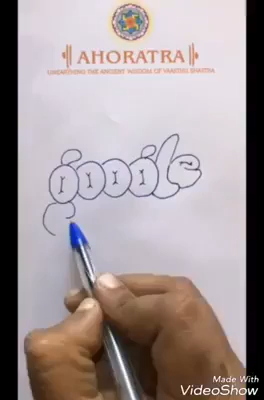 AHORATRA
UNEARTHING THE ANCIENT WISDOM OF VAASTHU SHASTRA
google
Made With
VideoShow